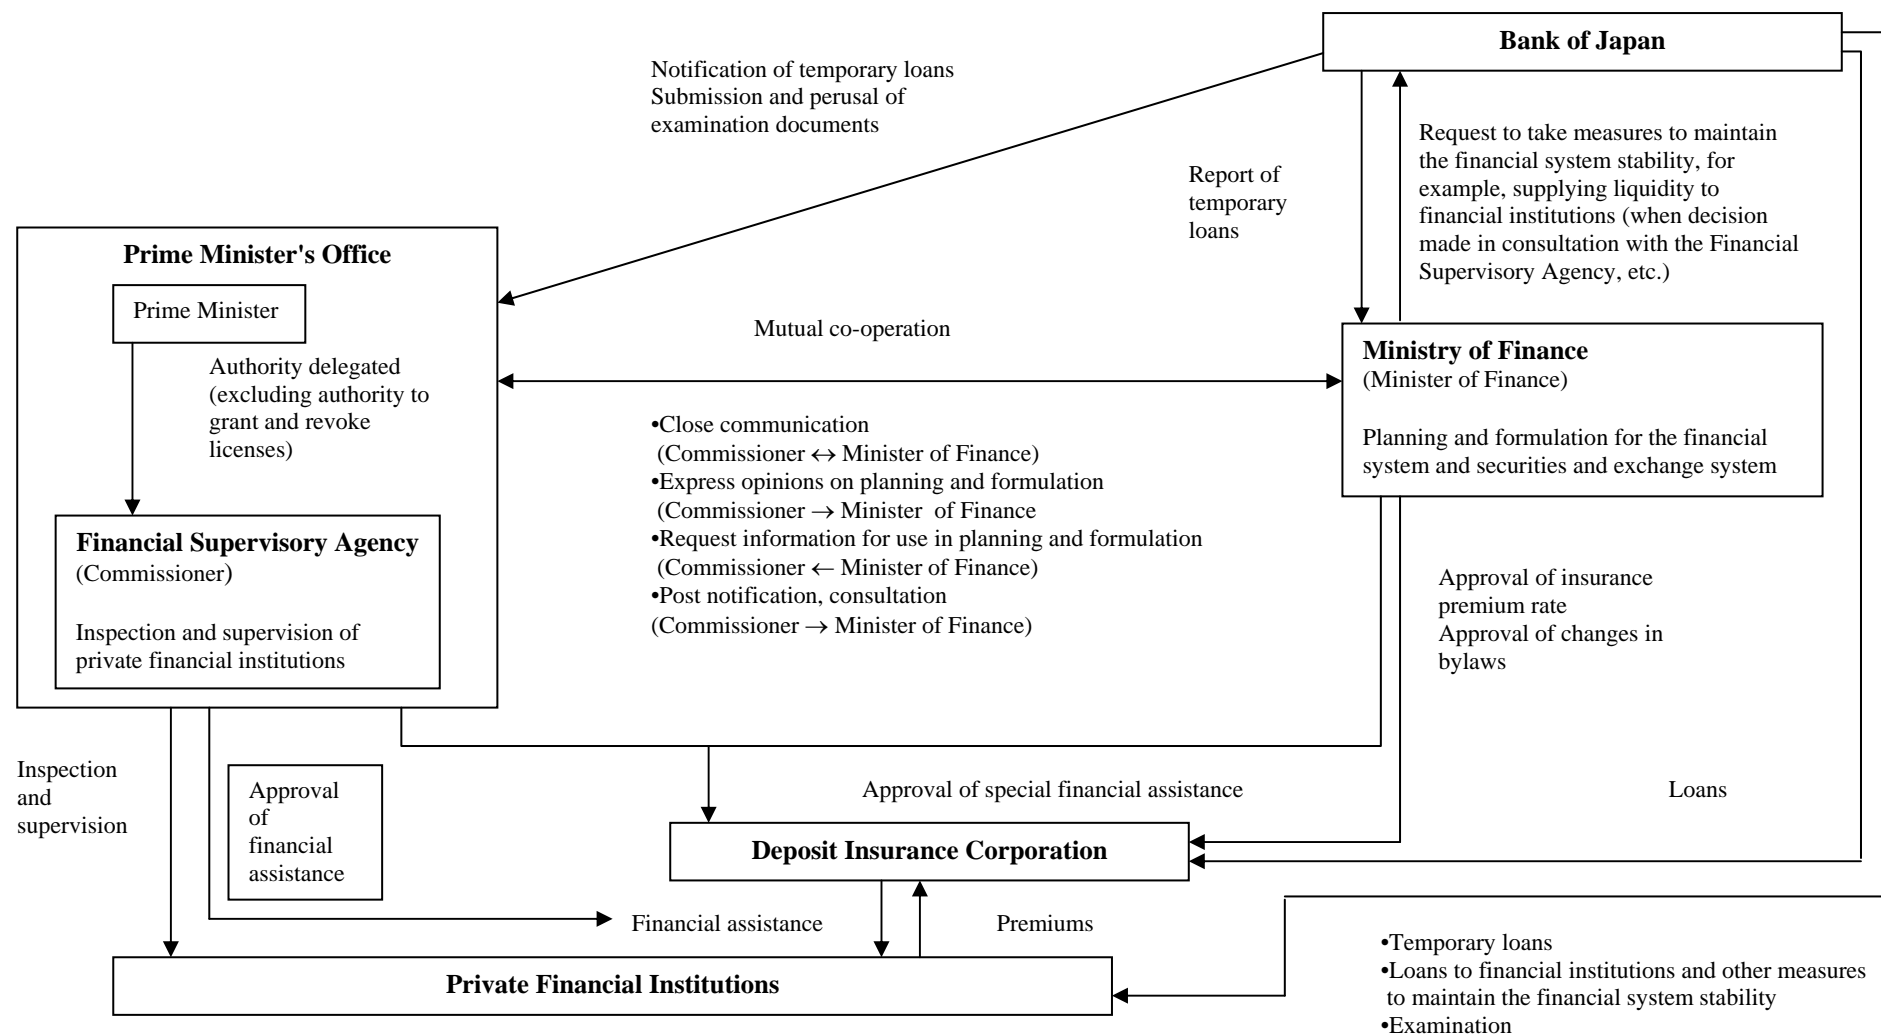 Bank of Japan
Notification of temporary loans
Submission and perusal of
examination documents
Request to take measures to maintain
the financial system stability, for
example, supplying liquidity to
financial institutions (when decision
made in consultation with the Financial
Supervisory Agency, etc.)
Report of
temporary
loans
Prime Minister's Office
Prime Minister
Authority delegated
(excluding authority to
grant and revoke
licenses)
Mutual co-operation
Ministry of Finance
(Minister of Finance)
Planning and formulation for the financial
system and securities and exchange system
•Close communication
(Commissioner ↔ Minister of Finance)
•Express opinions on planning and formulation
(Commissioner → Minister of Finance
•Request information for use in planning and formulation
(Commissioner ← Minister of Finance)
•Post notification, consultation
(Commissioner → Minister of Finance)
Financial Supervisory Agency
(Commissioner)
Inspection and supervision of
private financial institutions
Approval of insurance
premium rate
Approval of changes in
bylaws
Inspection
and
supervision
Approval
of
financial
assistance
Approval of special financial assistance
Loans
Deposit Insurance Corporation
Financial assistance
Premiums
Private Financial Institutions
•Temporary loans
•Loans to financial institutions and other measures
to maintain the financial system stability
•Examination